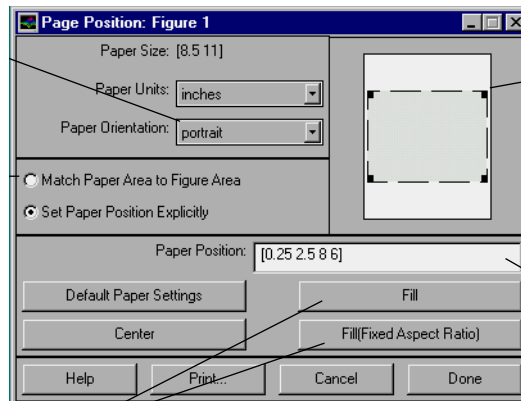 Page Position: Figure 1
Paper Size: [8.5 11]
Paper Units: inches
Paper Orientation: portrait
Match Paper Area to Figure Area
Set Paper Position Explicitly
Paper Position: [0.25 2.5 8 6]
Default Paper Settings Fill
Center Fill(Fixed Aspect Ratio)
Help Print... Cancel Done